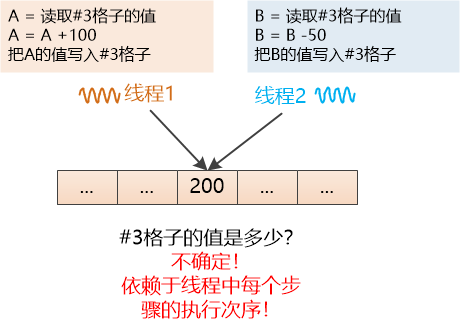 A = 读取#3格子的值
A = A +100
把A的值写入#3格子
B = 读取#3格子的值
B = B -50
把B的值写入#3格子
线程1
线程2
... ... 200 ... ...
#3格子的值是多少?
不确定！
依赖于线程中每个步
骤的执行次序！